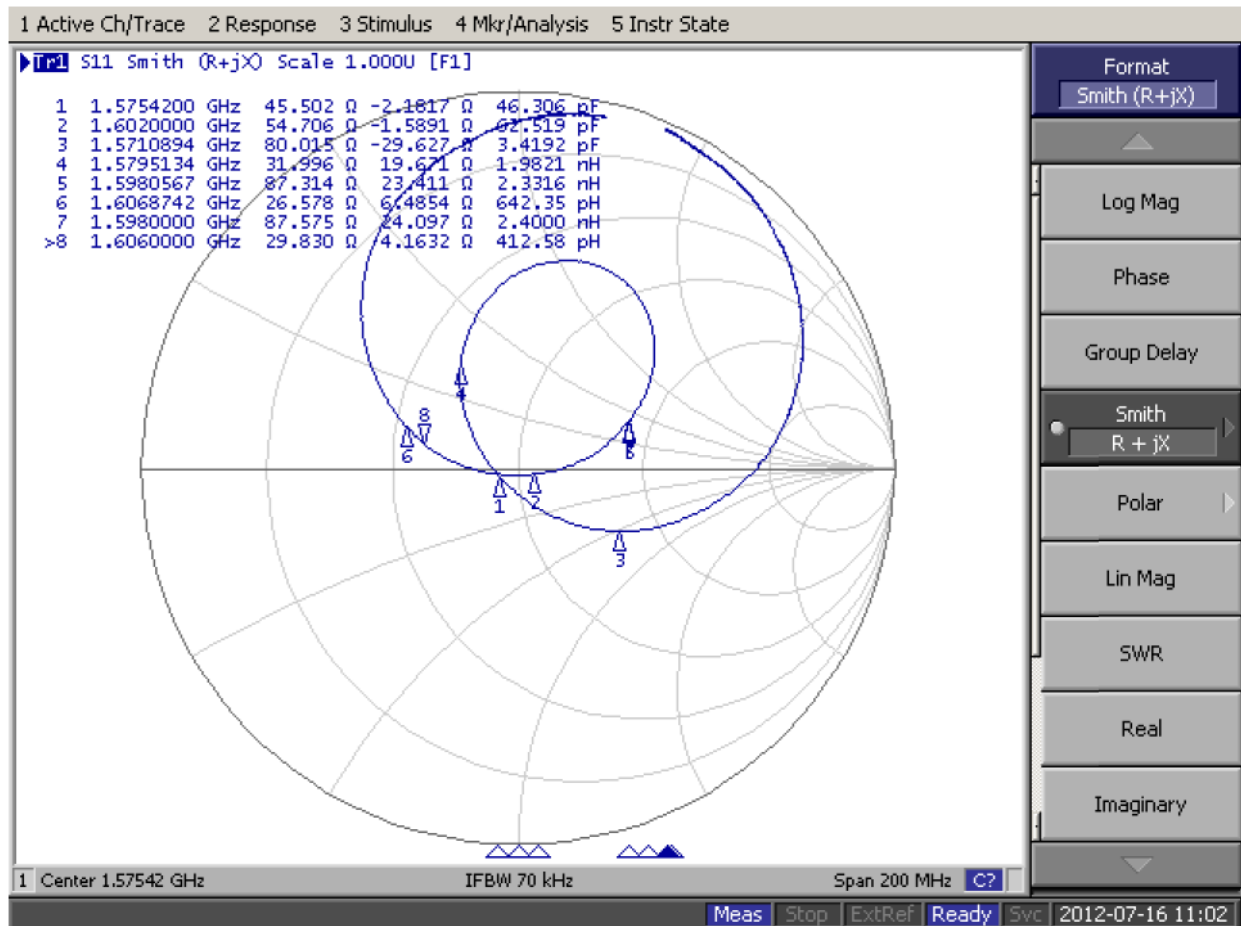 1 Active Ch/Trace 2 Response 3 Stimulus 4 Mkr/Analysis 5 Instr State
Tr1 S11 Smith (R+jX) Scale 1.000U [F1]
1 1.5754200 GHz 45.502 Ω -2.1817 Ω 46.306 pF
2 1.6020000 GHz 54.706 Ω -1.5891 Ω 62.519 pF
3 1.5710894 GHz 80.015 Ω -29.627 Ω 3.4192 pF
4 1.5795134 GHz 31.996 Ω 19.671 Ω 1.9821 nH
5 1.5980567 GHz 87.314 Ω 23.411 Ω 2.3316 nH
6 1.6068742 GHz 26.578 Ω 6.4854 Ω 642.35 pH
7 1.5980000 GHz 87.575 Ω 24.097 Ω 2.4000 nH
>8 1.6060000 GHz 29.830 Ω 4.1632 Ω 412.58 pH
4
8
6
1
2
3
1 Center 1.57542 GHz
IFBW 70 kHz
Span 200 MHz C?
Format
Smith (R+jX)
Log Mag
Phase
Group Delay
Smith
R + jX
Polar
Lin Mag
SWR
Real
Imaginary
Meas Stop ExtRef Ready Svc 2012-07-16 11:02